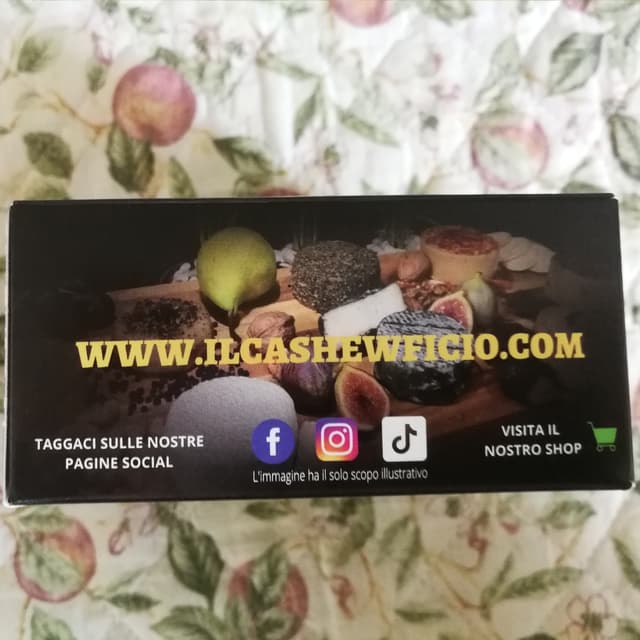 WWW.ILCASHEWFICIO.COM
TAGGACI SULLE NOSTRE
PAGINE SOCIAL
L'immagine ha il solo scopo illustrativo
VISITA IL
NOSTRO SHOP